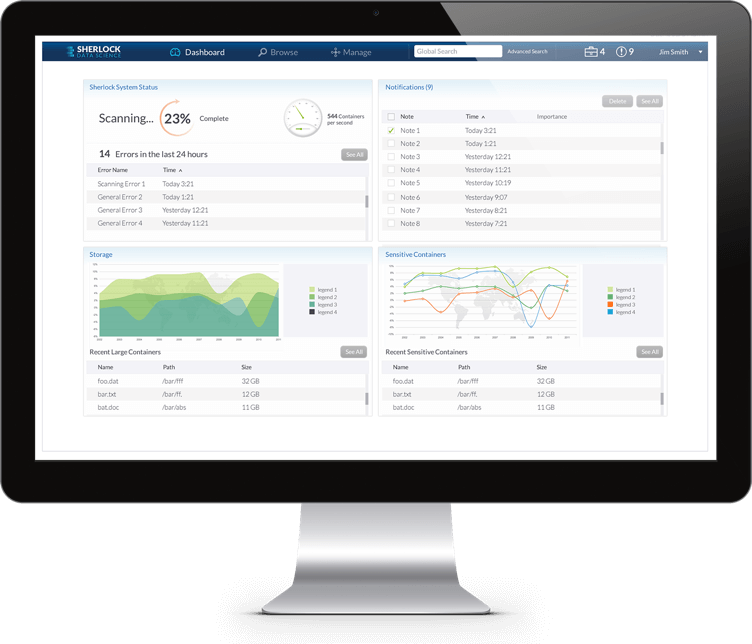 SHERLOCK
DATA SCIENCE
Dashboard
Browse
Manage
Global Search
Advanced Search
4
9
Jim Smith
Sherlock System Status
Scanning... 23% Complete
544 Containers
per second
14 Errors in the last 24 hours
See All
Error Name Time
Scanning Error 1 Today 3:21
General Error 2 Today 1:21
General Error 3 Yesterday 12:21
General Error 4 Yesterday 11:21
Notifications (9)
Delete See All
Note Time Importance
Note 1 Today 3:21
Note 2 Today 1:21
Note 3 Yesterday 12:21
Note 4 Yesterday 11:21
Note 5 Yesterday 10:19
Note 6 Yesterday 9:07
Note 7 Yesterday 8:21
Note 8 Yesterday 7:21
Storage
legend 1
legend 2
legend 3
legend 4
Recent Large Containers
See All
Name Path Size
foo.dat /bar/fff 32 GB
bar.txt /bar/ff. 12 GB
bat.doc /bar/abs 11 GB
Sensitive Containers
legend 1
legend 2
legend 3
legend 4
Recent Sensitive Containers
See All
Name Path Size
foo.dat /bar/fff 32 GB
bar.txt /bar/ff. 12 GB
bat.doc /bar/abs 11 GB